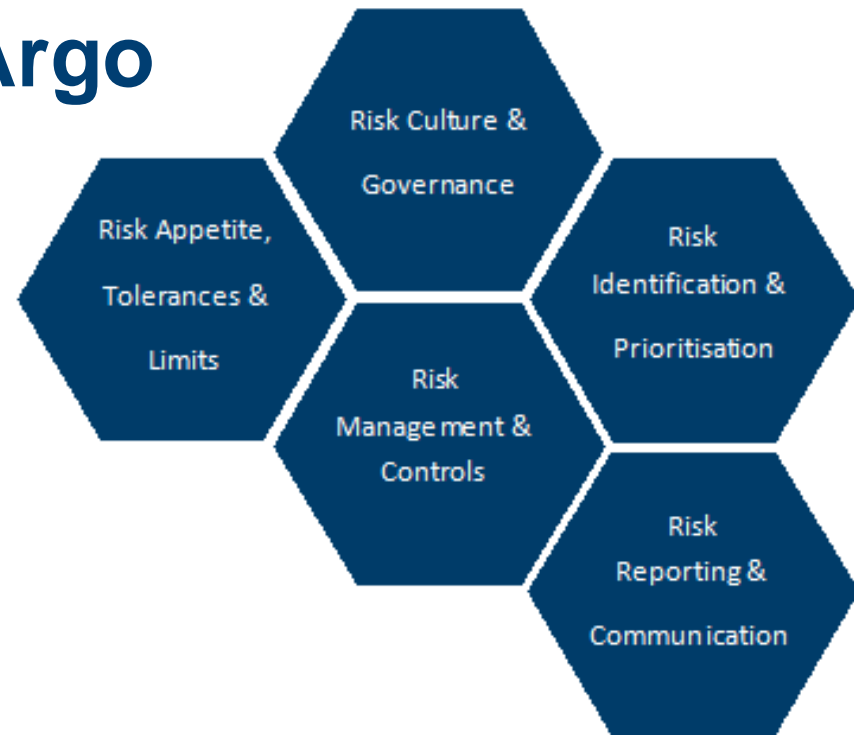 Argo
Risk Culture &
Governance
Risk Appetite,
Tolerances &
Limits
Risk
Identification &
Prioritisation
Risk
Management &
Controls
Risk
Reporting &
Communication